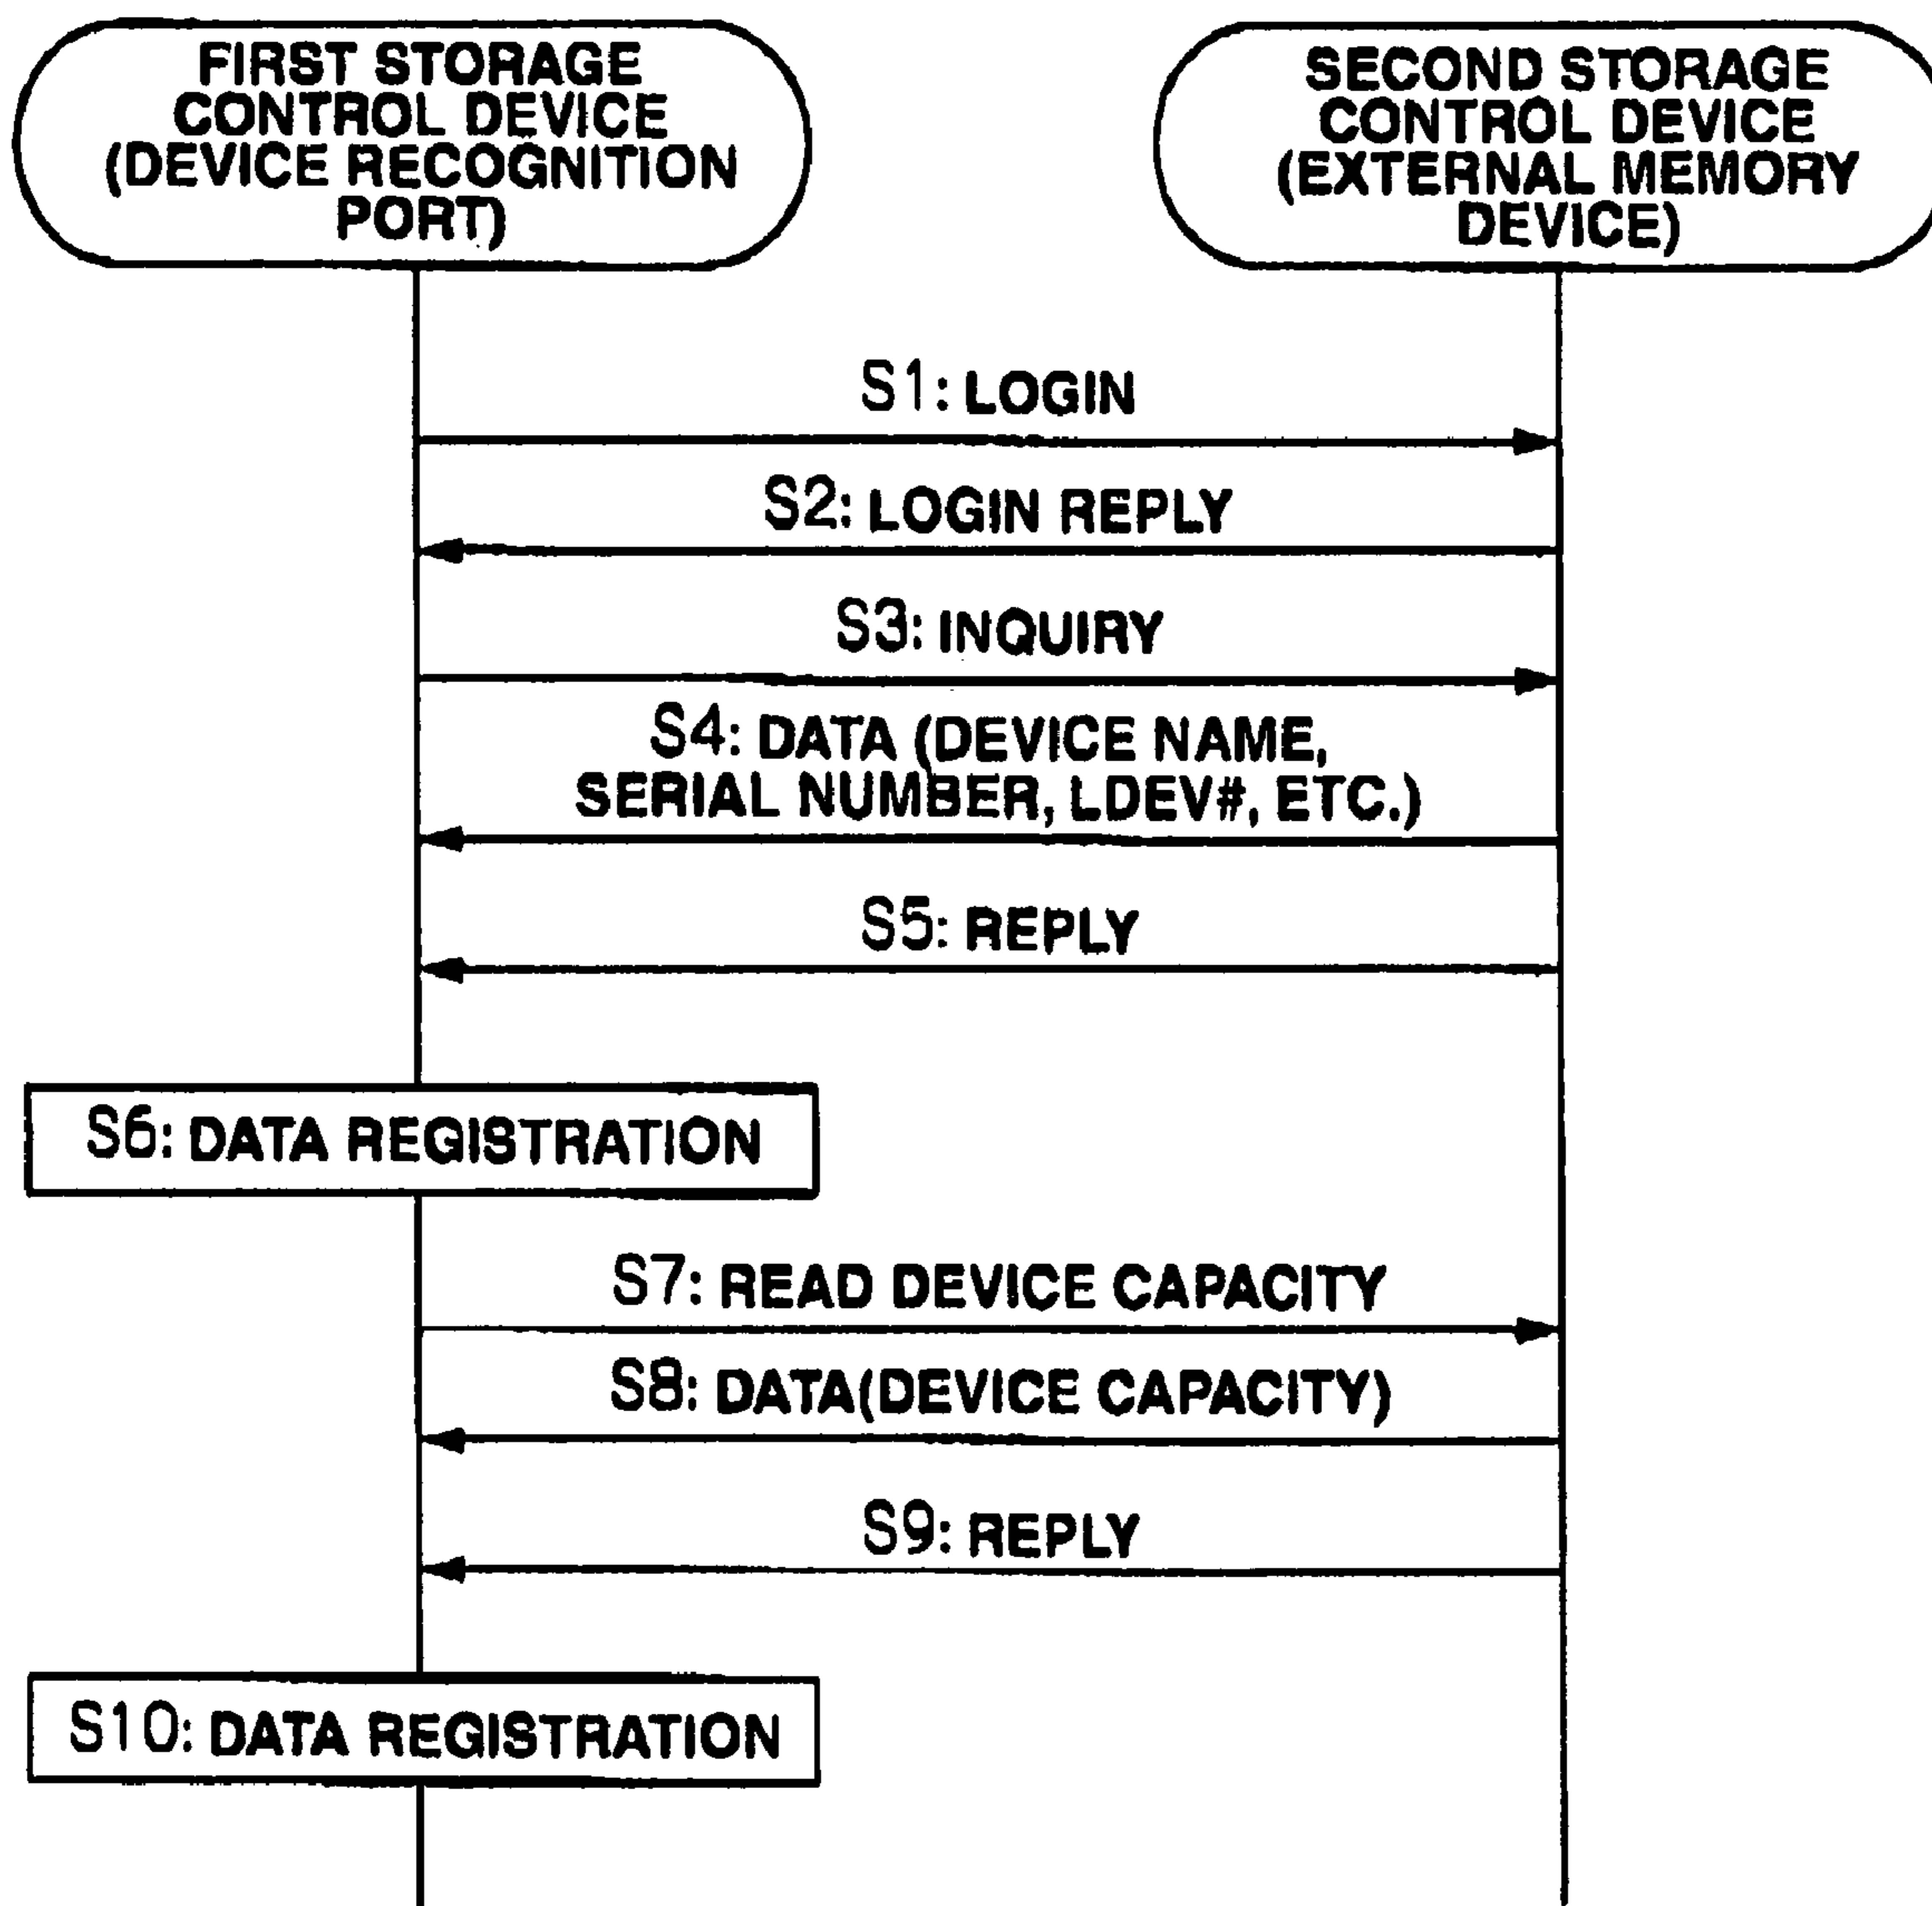 FIRST STORAGE
CONTROL DEVICE
(DEVICE RECOGNITION
PORT)
SECOND STORAGE
CONTROL DEVICE
(EXTERNAL MEMORY
DEVICE)
S1: LOGIN
S2: LOGIN REPLY
S3: INQUIRY
S4: DATA (DEVICE NAME,
SERIAL NUMBER, LDEV#, ETC.)
S5: REPLY
S6: DATA REGISTRATION
S7: READ DEVICE CAPACITY
S8: DATA(DEVICE CAPACITY)
S9: REPLY
S10: DATA REGISTRATION